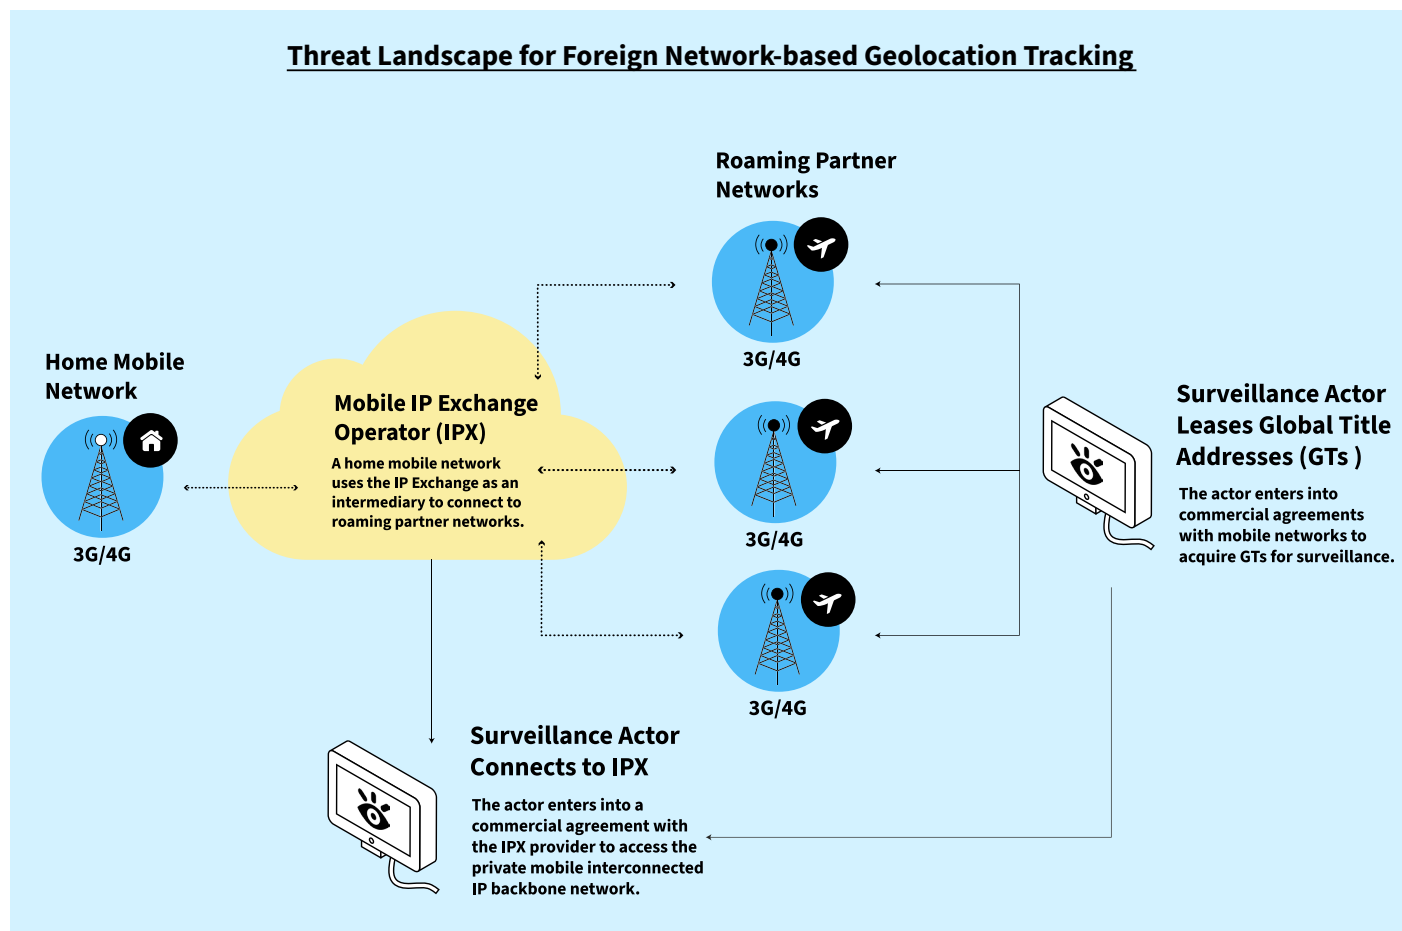 Threat Landscape for Foreign Network-based Geolocation Tracking
Roaming Partner
Networks
3G/4G
Home Mobile
Network
3G/4G
Mobile IP Exchange
Operator (IPX)
A home mobile network
uses the IP Exchange as an
intermediary to connect to
roaming partner networks.
3G/4G
3G/4G
Surveillance Actor
Leases Global Title
Addresses (GTs )
The actor enters into
commercial agreements
with mobile networks to
acquire GTs for surveillance.
Surveillance Actor
Connects to IPX
The actor enters into a
commercial agreement with
the IPX provider to access the
private mobile interconnected
IP backbone network.